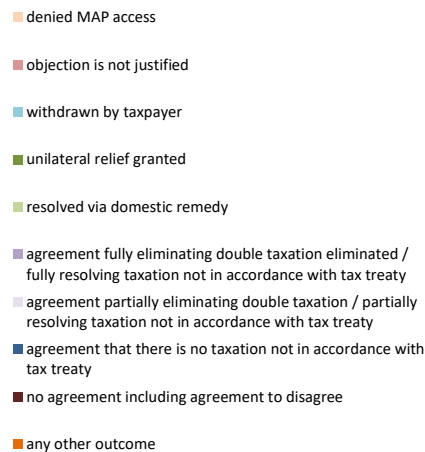 denied MAP access
objection is not justified
withdrawn by taxpayer
unilateral relief granted
resolved via domestic remedy
agreement fully eliminating double taxation eliminated /
fully resolving taxation not in accordance with tax treaty
agreement partially eliminating double taxation / partially
resolving taxation not in accordance with tax treaty
agreement that there is no taxation not in accordance with
tax treaty
no agreement including agreement to disagree
any other outcome